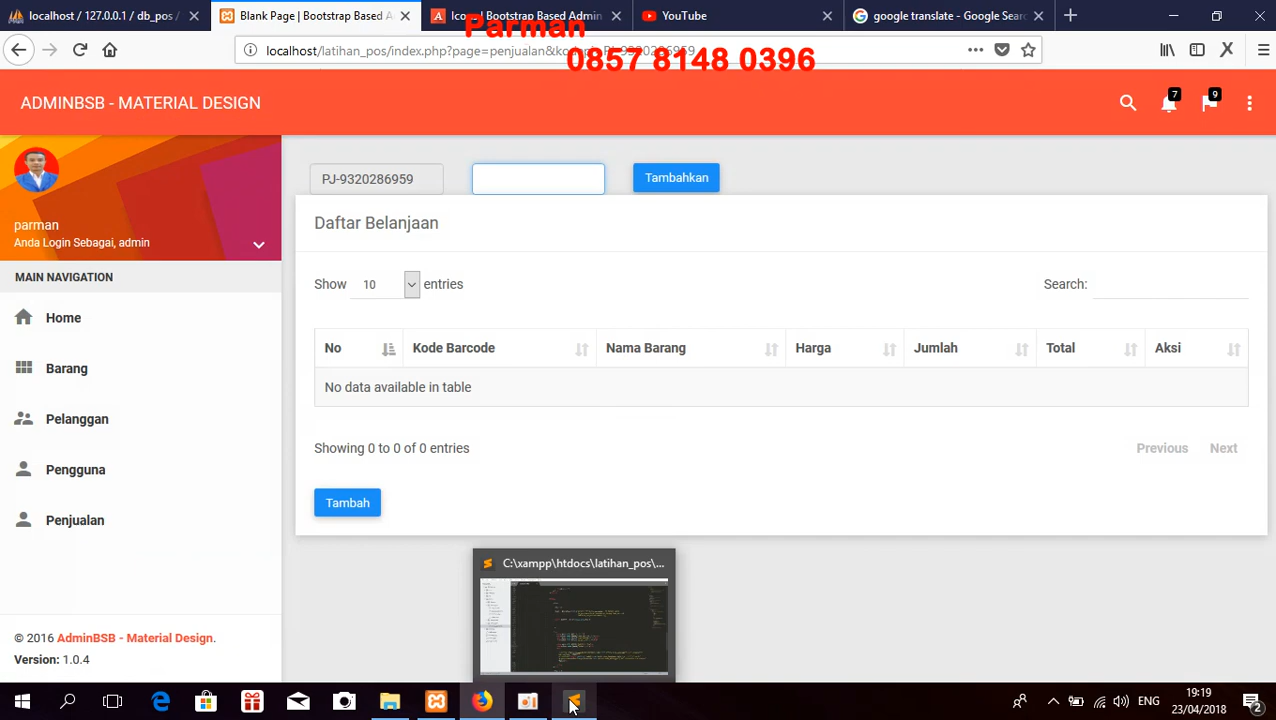 localhost / 127.0.0.1 / db_pos /
Blank Page | Bootstrap Based A
Bootstrap Based Admin
YouTube
google translate - Google Sear
Parman
0857 8148 0396
localhost/latihan_pos/index.php?page=penjualan
ADMINBSB - MATERIAL DESIGN
7
9
PJ-9320286959
Tambahkan
parman
Anda Login Sebagai, admin
Daftar Belanjaan
MAIN NAVIGATION
Home
Barang
Pelanggan
Pengguna
Penjualan
Show 10 entries
Search:
No Kode Barcode Nama Barang Harga Jumlah Total Aksi
No data available in table
Showing 0 to 0 of 0 entries
Previous Next
Tambah
C:\xampp\htdocs\latihan_pos\...
© 2016 AdminBSB - Material Design.
Version: 1.0.4
ENG
19:19
23/04/2018
2